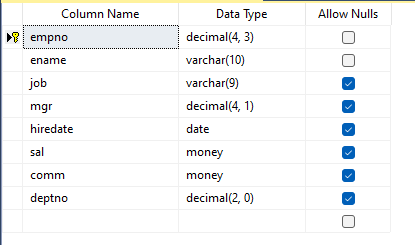 Column Name Data Type Allow Nulls
empno decimal(4, 3)
ename varchar(10)
job varchar(9)
mgr decimal(4, 1)
hiredate date
sal money
comm money
deptno decimal(2, 0)